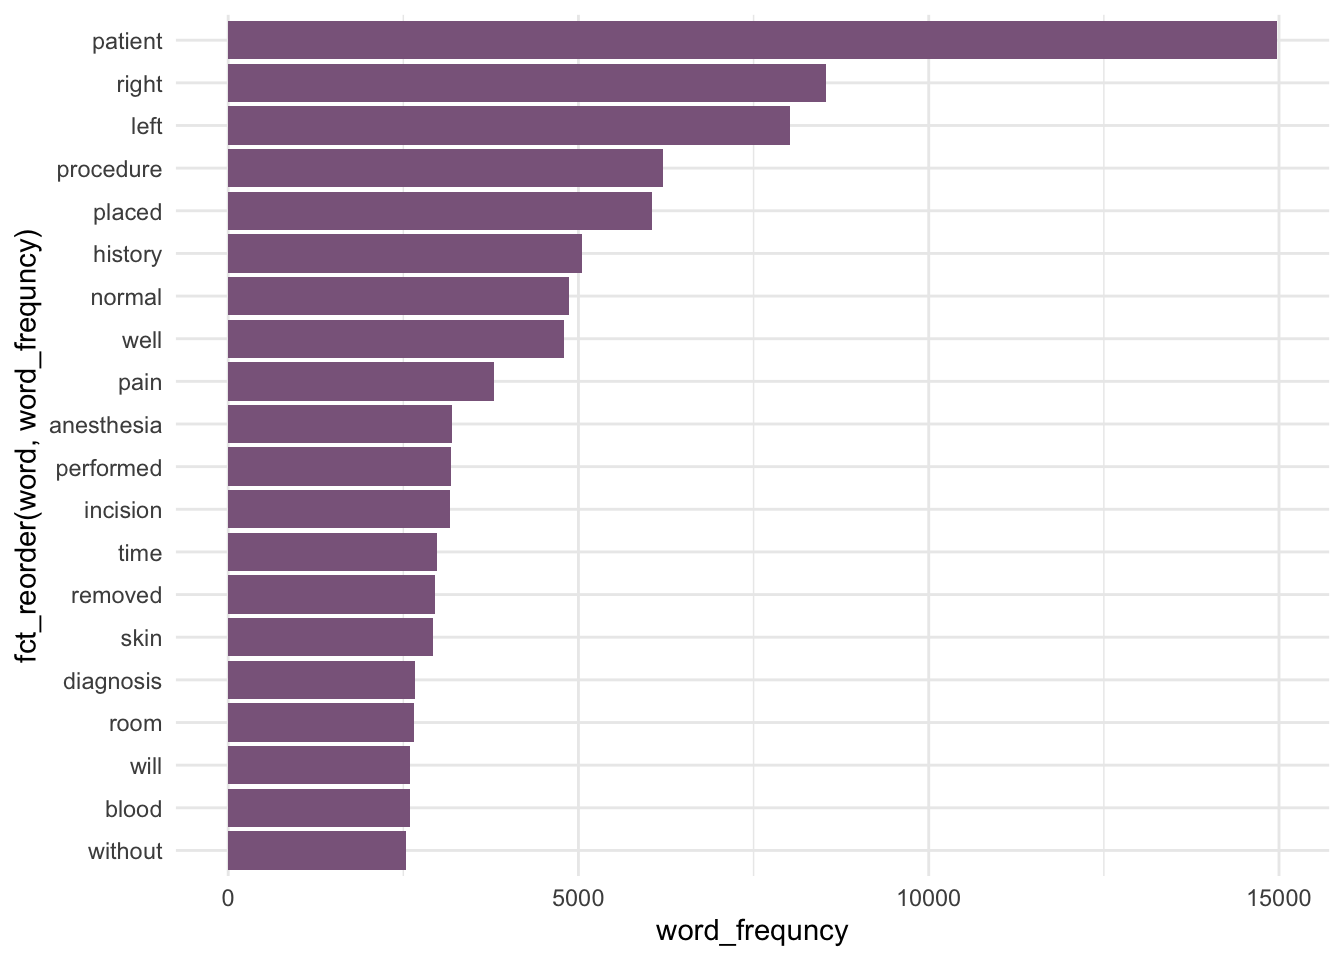 patient
right
left
procedure
placed
history
normal
well
pain
anesthesia
performed
incision
time
removed
skin
diagnosis
room
will
blood
without
fct_reorder(word, word_frequncy)
0 5000 10000 15000
word_frequncy